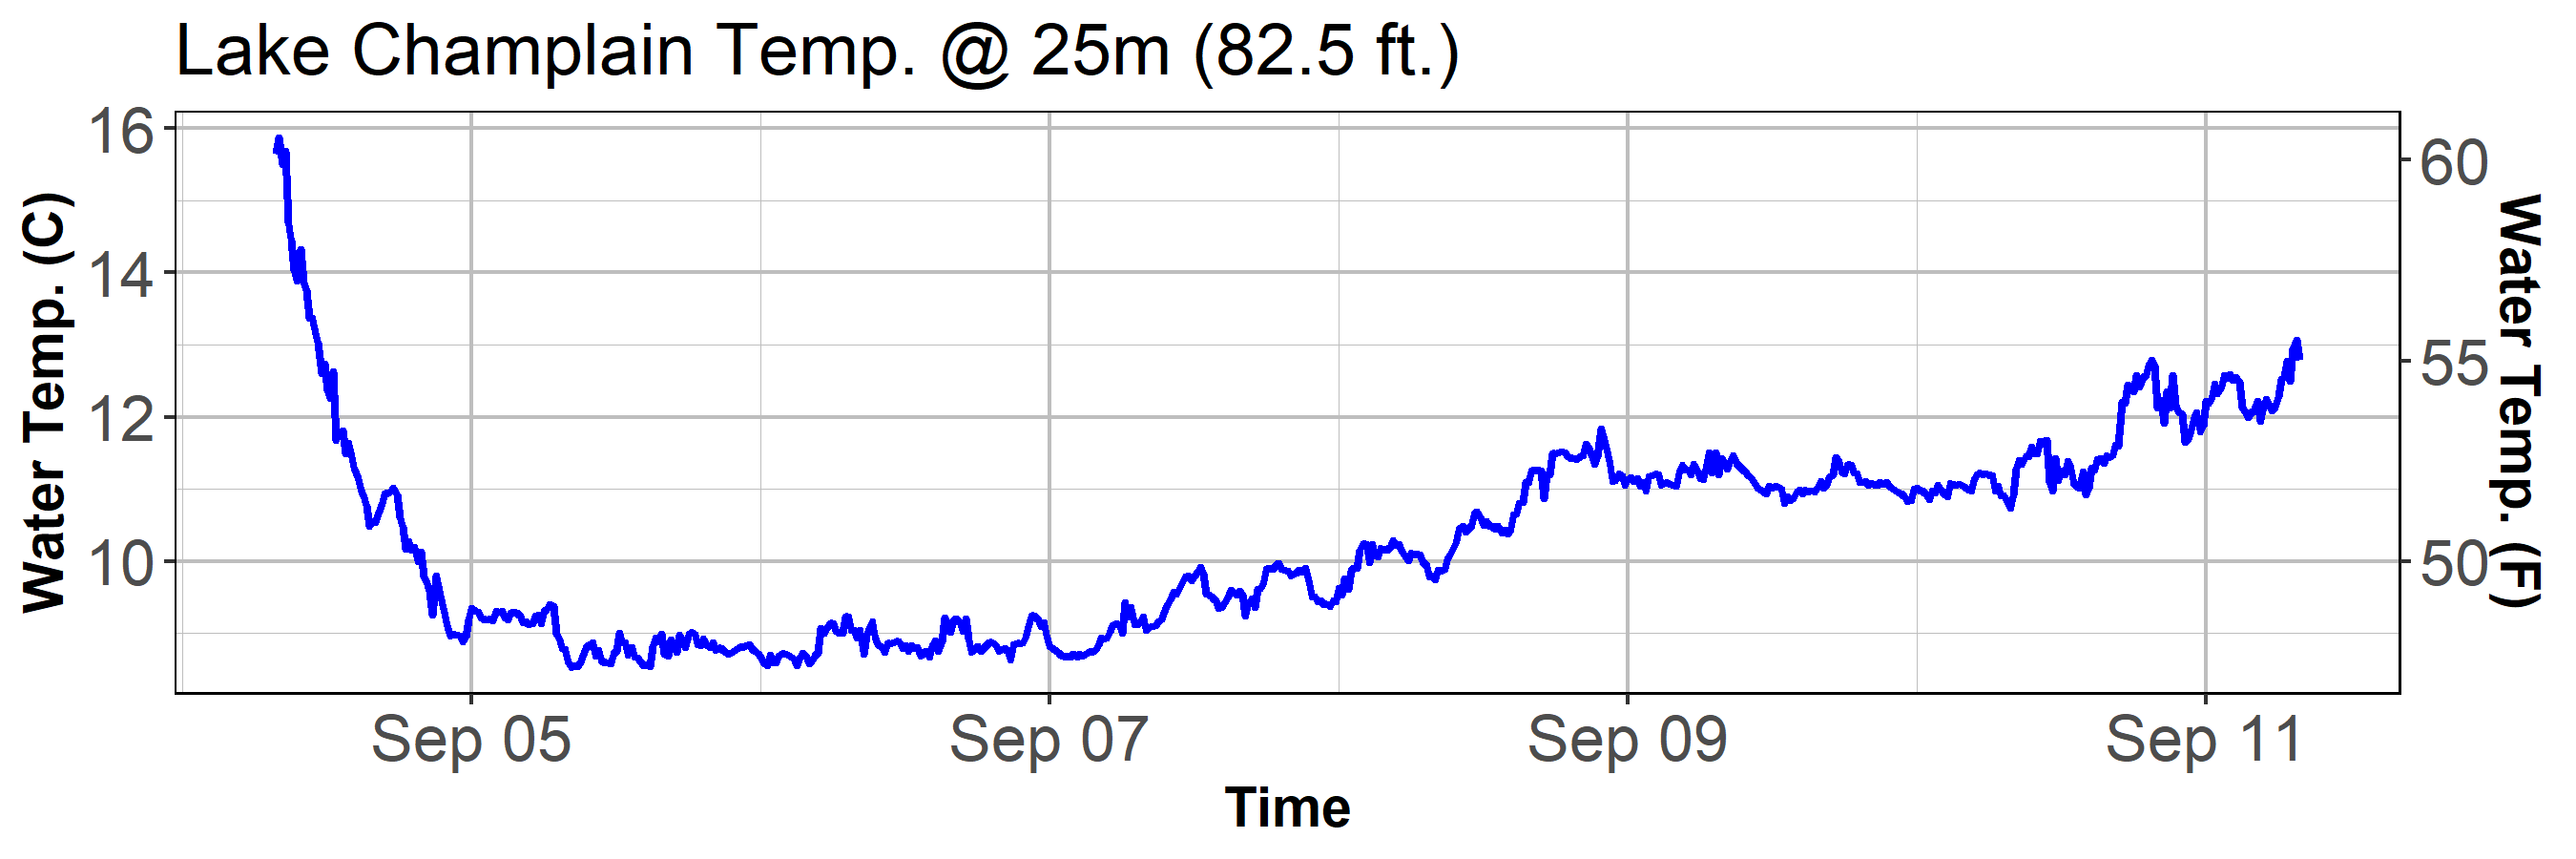 Lake Champlain Temp. @ 25m (82.5 ft.)
16
14
12
10
Water Temp. (C)
60
55
50
Water Temp. (F)
Sep 05 Sep 07 Sep 09 Sep 11
Time